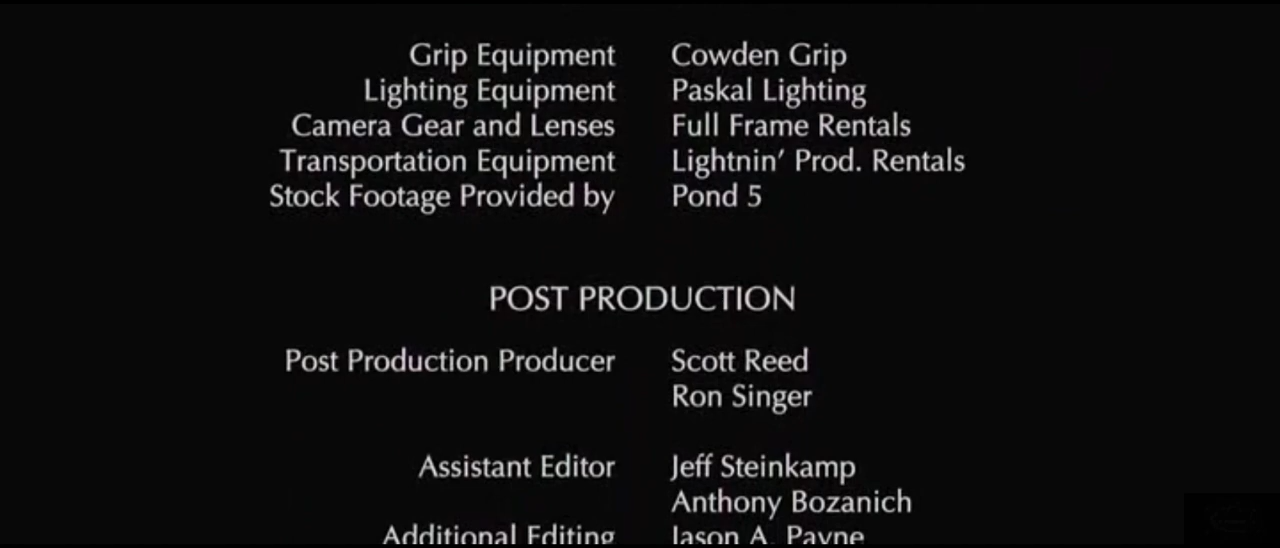 Grip Equipment Cowden Grip
Lighting Equipment Paskal Lighting
Camera Gear and Lenses Full Frame Rentals
Transportation Equipment Lightnin' Prod. Rentals
Stock Footage Provided by Pond 5
POST PRODUCTION
Post Production Producer Scott Reed
Ron Singer
Assistant Editor Jeff Steinkamp
Anthony Bozanich
Additional Editing Jason A. Payne